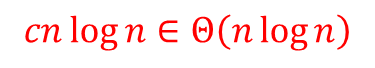 𝑐𝑛 log 𝑛 ∈ Θ(𝑛 log 𝑛)